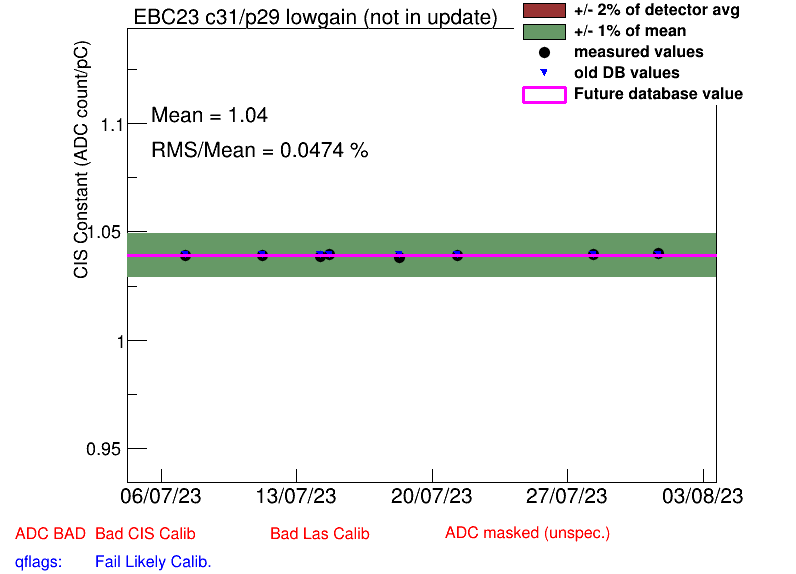 EBC23 c31/p29 lowgain (not in update)
+/- 2% of detector avg
+/- 1% of mean
measured values
old DB values
Future database value
Mean = 1.04
RMS/Mean = 0.0474 %
CIS Constant (ADC count/pC)
1.1
1.05
1
0.95
06/07/23 13/07/23 20/07/23 27/07/23 03/08/23
ADC BAD Bad CIS Calib Bad Las Calib ADC masked (unspec.)
qflags: Fail Likely Calib.